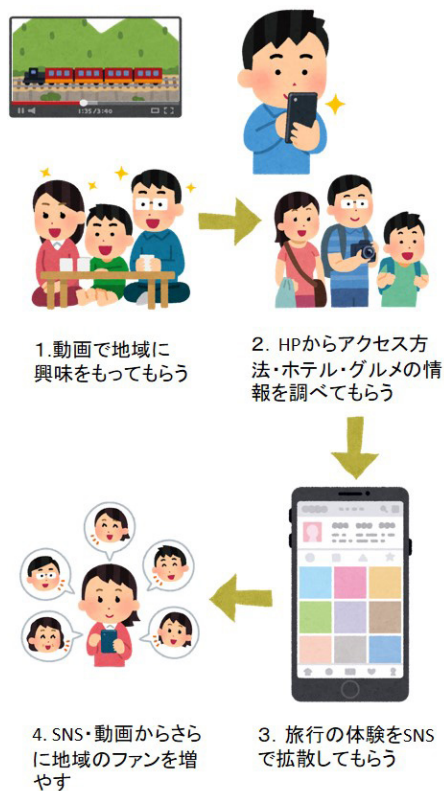 1:35/3:40
1.動画で地域に
興味をもってもらう
2. HPからアクセス方
法・ホテル・グルメの情
報を調べてもらう
3. 旅行の体験をSNS
で拡散してもらう
4. SNS・動画からさら
に地域のファンを増
やす